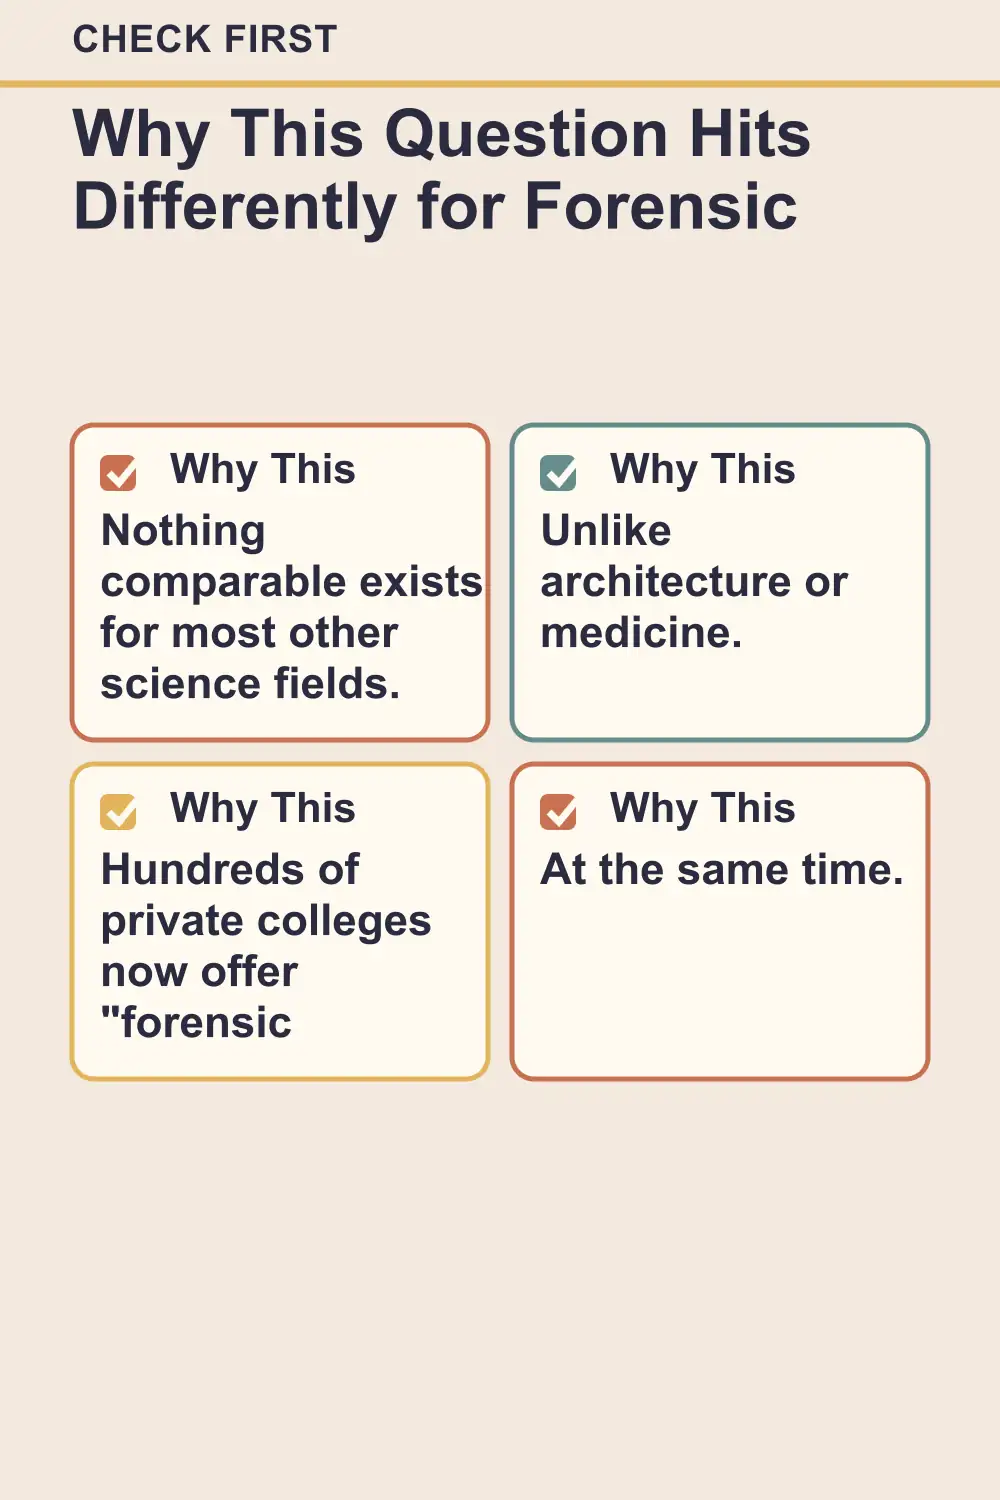 CHECK FIRST
Why This Question Hits
Differently for Forensic
Why This
Nothing
comparable exists
for most other
science fields.
Why This
Unlike
architecture or
medicine.
Why This
Hundreds of
private colleges
now offer
"forensic
Why This
At the same time.